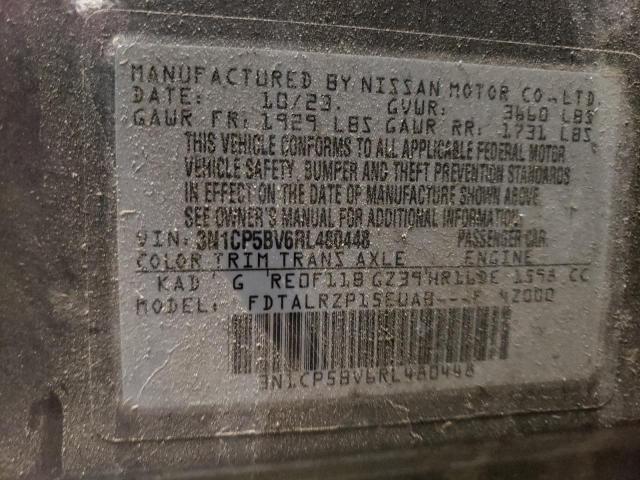 MANUFACTURED BY NISSAN MOTOR CO.,LTD.
DATE: 10/23. GVWR: 3660 LBS
GAWR FR: 1929 LBS GAWR RR: 1731 LBS
THIS VEHICLE CONFORMS TO ALL APPLICABLE FEDERAL MOTOR
VEHICLE SAFETY, BUMPER AND THEFT PREVENTION STANDARDS
IN EFFECT ON THE DATE OF MANUFACTURE SHOWN ABOVE.
SEE OWNER'S MANUAL FOR ADDITIONAL INFORMATION.
VIN: 3N1CP5BV6RL480448 PASSENGER CAR
COLOR TRIM TRANS AXLE ENGINE
KAD G RE0F11B GZ39 HR16DE 1598 CC
MODEL: FDTALRZP15EUAB---F 4Z000
3N1CP5BV6RL480448